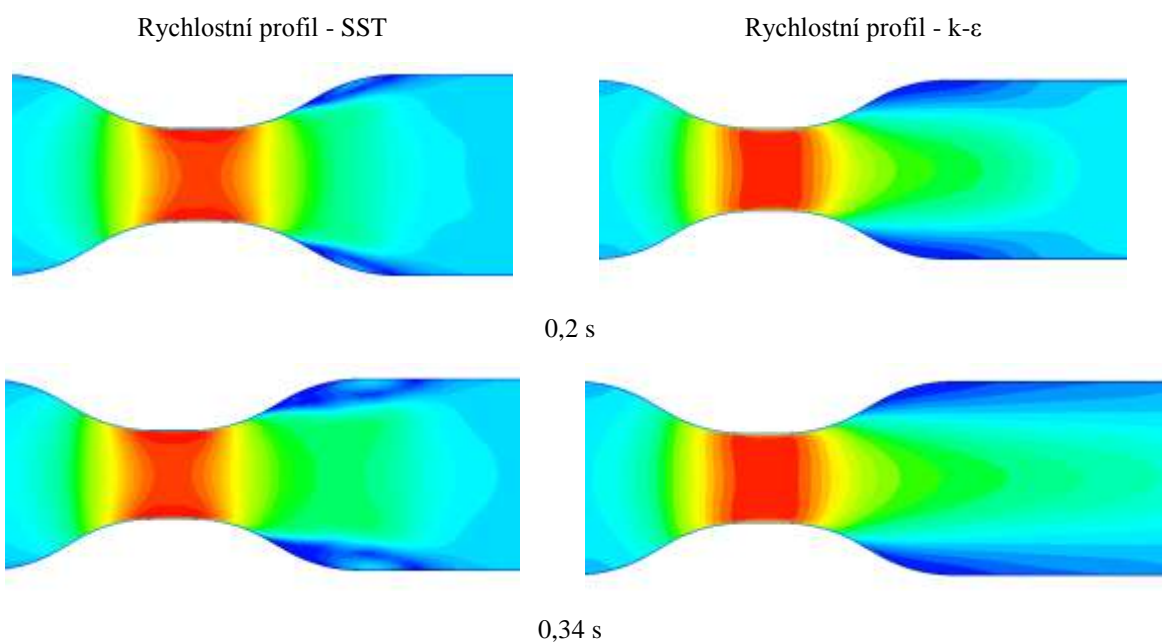 Rychlostní profil - SST
Rychlostní profil - k-ε
0,2 s
0,34 s